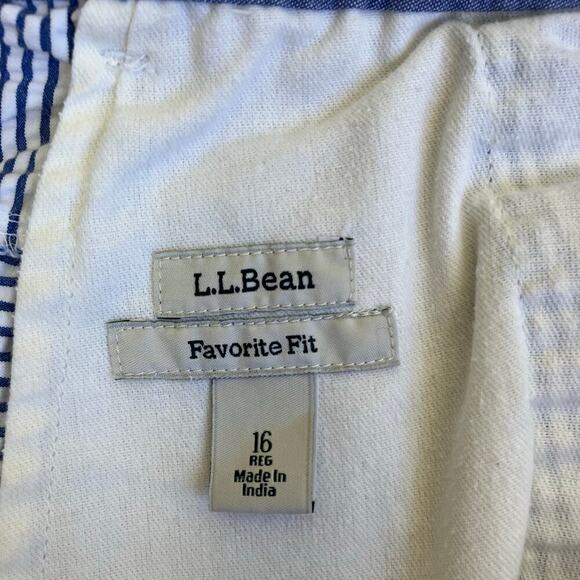 L.L.Bean
Favorite Fit
16
REG
Made In
India